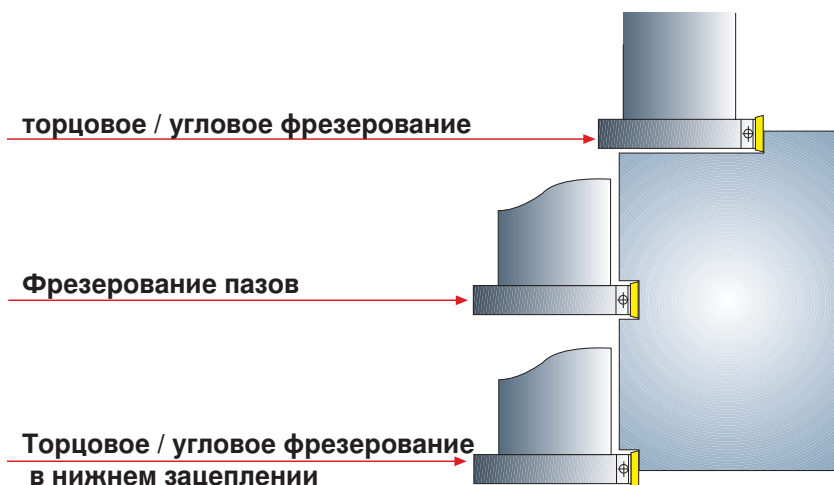 торцовое / угловое фрезерование
Фрезерование пазов
Торцовое / угловое фрезерование
в нижнем зацеплении